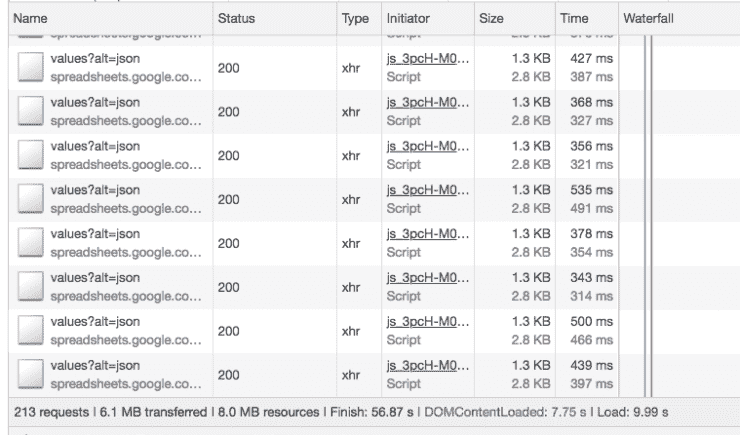 Name Status Type Initiator Size Time Waterfall
values?alt=json 200 xhr js_3pcH-M0... 1.3 KB 427 ms
spreadsheets.google.co... Script 2.8 KB 387 ms
values?alt=json 200 xhr js_3pcH-M0... 1.3 KB 368 ms
spreadsheets.google.co... Script 2.8 KB 327 ms
values?alt=json 200 xhr js_3pcH-M0... 1.3 KB 356 ms
spreadsheets.google.co... Script 2.8 KB 321 ms
values?alt=json 200 xhr js_3pcH-M0... 1.3 KB 535 ms
spreadsheets.google.co... Script 2.8 KB 491 ms
values?alt=json 200 xhr js_3pcH-M0... 1.3 KB 378 ms
spreadsheets.google.co... Script 2.8 KB 354 ms
values?alt=json 200 xhr js_3pcH-M0... 1.3 KB 343 ms
spreadsheets.google.co... Script 2.8 KB 314 ms
values?alt=json 200 xhr js_3pcH-M0... 1.3 KB 500 ms
spreadsheets.google.co... Script 2.8 KB 466 ms
values?alt=json 200 xhr js_3pcH-M0... 1.3 KB 439 ms
spreadsheets.google.co... Script 2.8 KB 397 ms
213 requests | 6.1 MB transferred | 8.0 MB resources | Finish: 56.87 s | DOMContentLoaded: 7.75 s | Load: 9.99 s